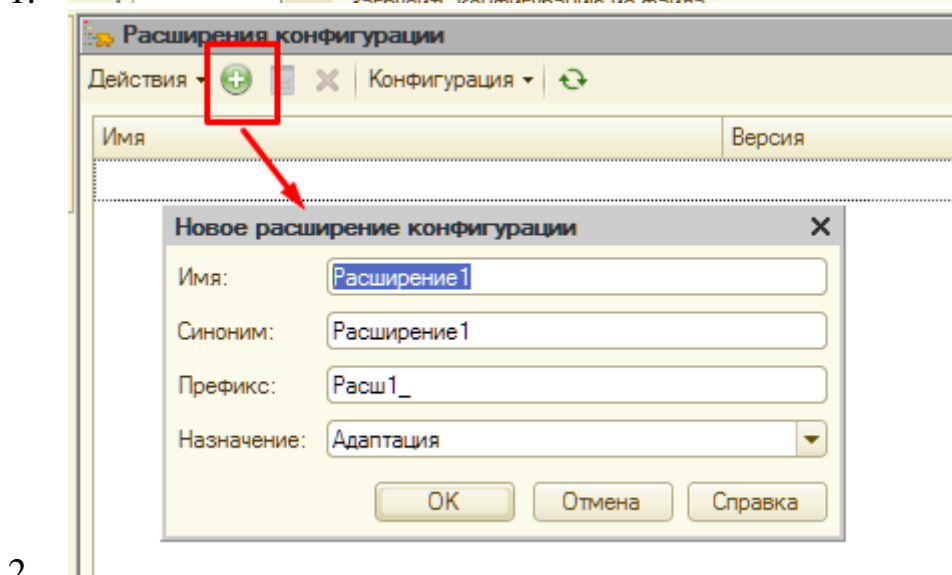 Расширения конфигурации
Действия Конфигурация
Имя Версия
Новое расширение конфигурации
Имя: Расширение1
Синоним: Расширение1
Префикс: Расш1_
Назначение: Адаптация
OK Отмена Справка
2.